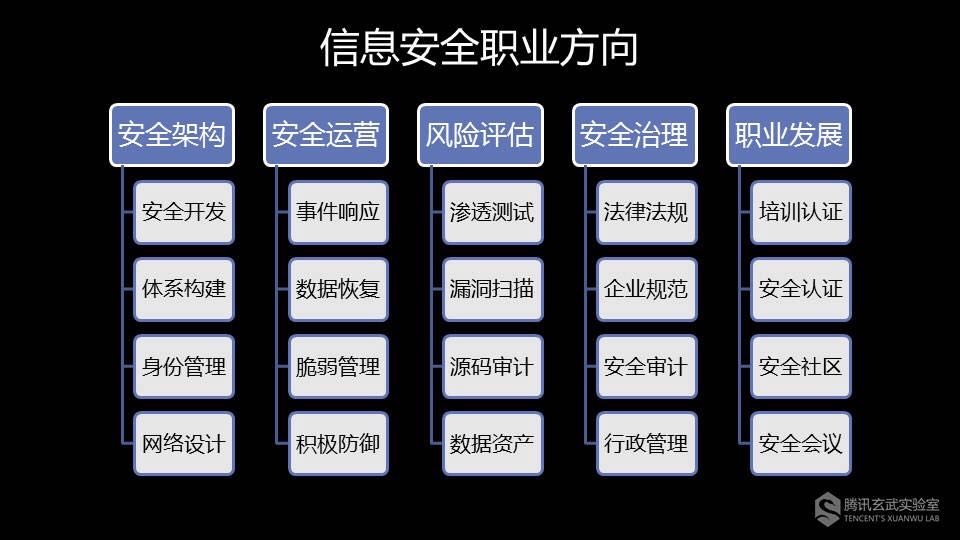 信息安全职业方向
安全架构
安全开发
体系构建
身份管理
网络设计
安全运营
事件响应
数据恢复
脆弱管理
积极防御
风险评估
渗透测试
漏洞扫描
源码审计
数据资产
安全治理
法律法规
企业规范
安全审计
行政管理
职业发展
培训认证
安全认证
安全社区
安全会议
腾讯玄武实验室
TENCENT'S XUANWU LAB